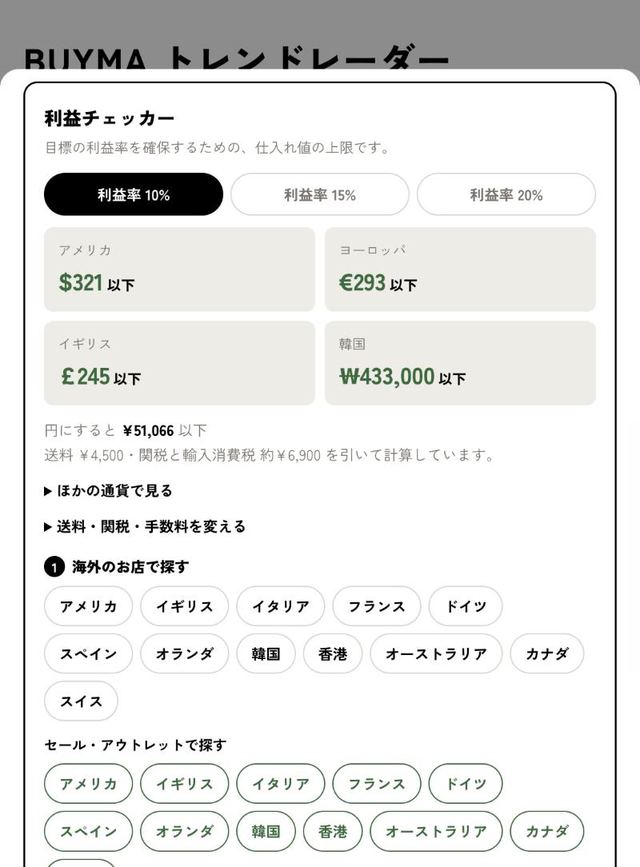 BUYMA トレンドレーダー
利益チェッカー
目標の利益率を確保するための、仕入れ値の上限です。
利益率 10% 利益率 15% 利益率 20%
アメリカ ヨーロッパ
$321 以下 €293 以下
イギリス 韓国
£245 以下 ₩433,000 以下
円にすると ¥51,066 以下
送料 ¥4,500・関税と輸入消費税 約¥6,900 を引いて計算しています。
▶ ほかの通貨で見る
▶ 送料・関税・手数料を変える
1 海外のお店で探す
アメリカ イギリス イタリア フランス ドイツ
スペイン オランダ 韓国 香港 オーストラリア カナダ
スイス
セール・アウトレットで探す
アメリカ イギリス イタリア フランス ドイツ
スペイン オランダ 韓国 香港 オーストラリア カナダ